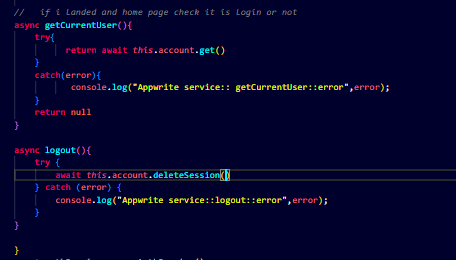 //   if i landed and home page check it is login or not
async getCurrentUser(){
try{
return await this.account.get()
}
catch(error){
console.log("Appwrite service:: getCurrentUser::error",error);
}
return null
}
async logout(){
try {
await this.account.deleteSession()
} catch (error) {
console.log("Appwrite service::logout::error",error);
}
}
}